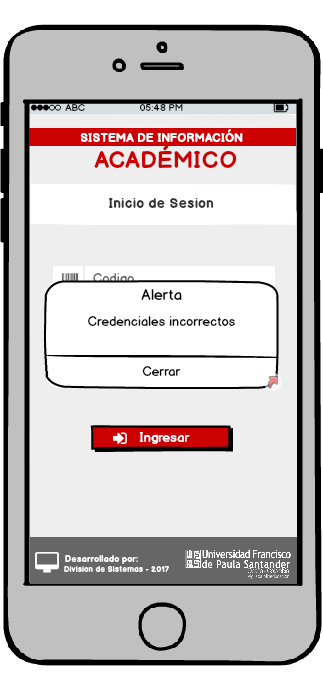 ABC 05:48 PM
SISTEMA DE INFORMACIÓN
ACADÉMICO
Inicio de Sesion
Codigo
Alerta
Credenciales incorrectos
Cerrar
Ingresar
Desarrollado por:
Division de Sistemas - 2017
Universidad Francisco
de Paula Santander